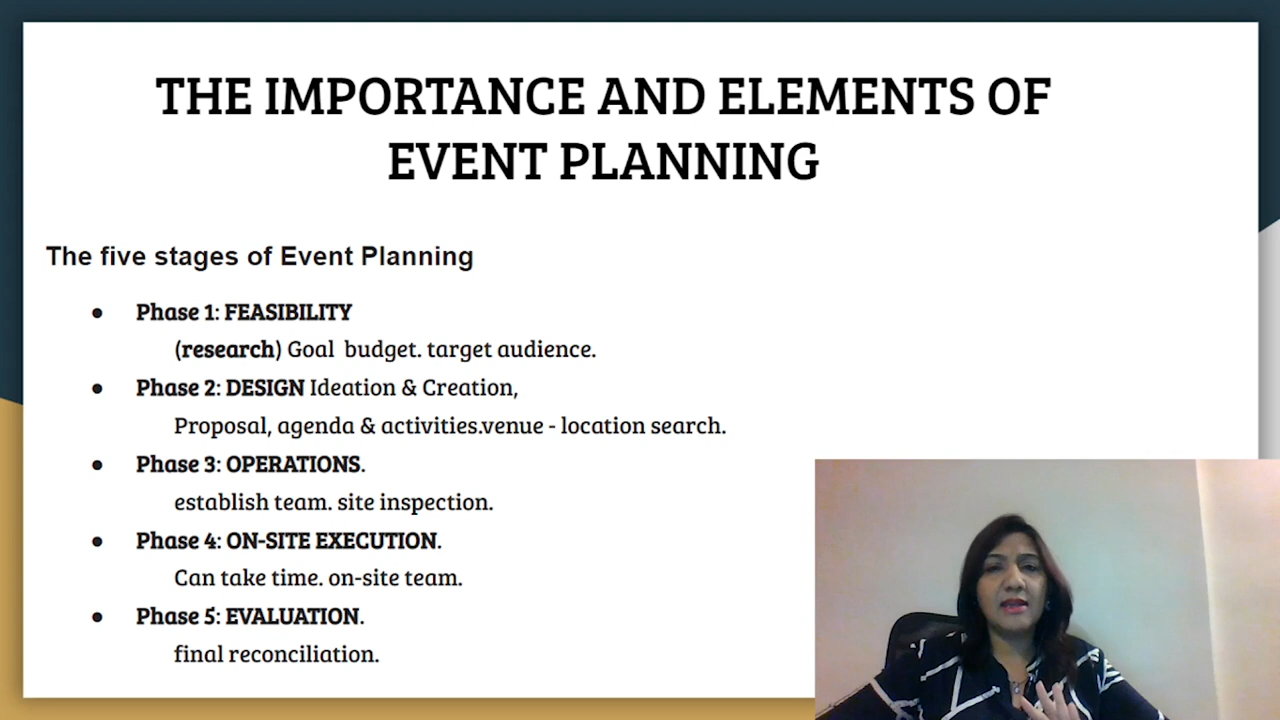 THE IMPORTANCE AND ELEMENTS OF
EVENT PLANNING
The five stages of Event Planning
● Phase 1: FEASIBILITY
(research) Goal  budget. target audience.
● Phase 2: DESIGN Ideation & Creation,
Proposal, agenda & activities.venue - location search.
● Phase 3: OPERATIONS.
establish team. site inspection.
● Phase 4: ON-SITE EXECUTION.
Can take time. on-site team.
● Phase 5: EVALUATION.
final reconciliation.